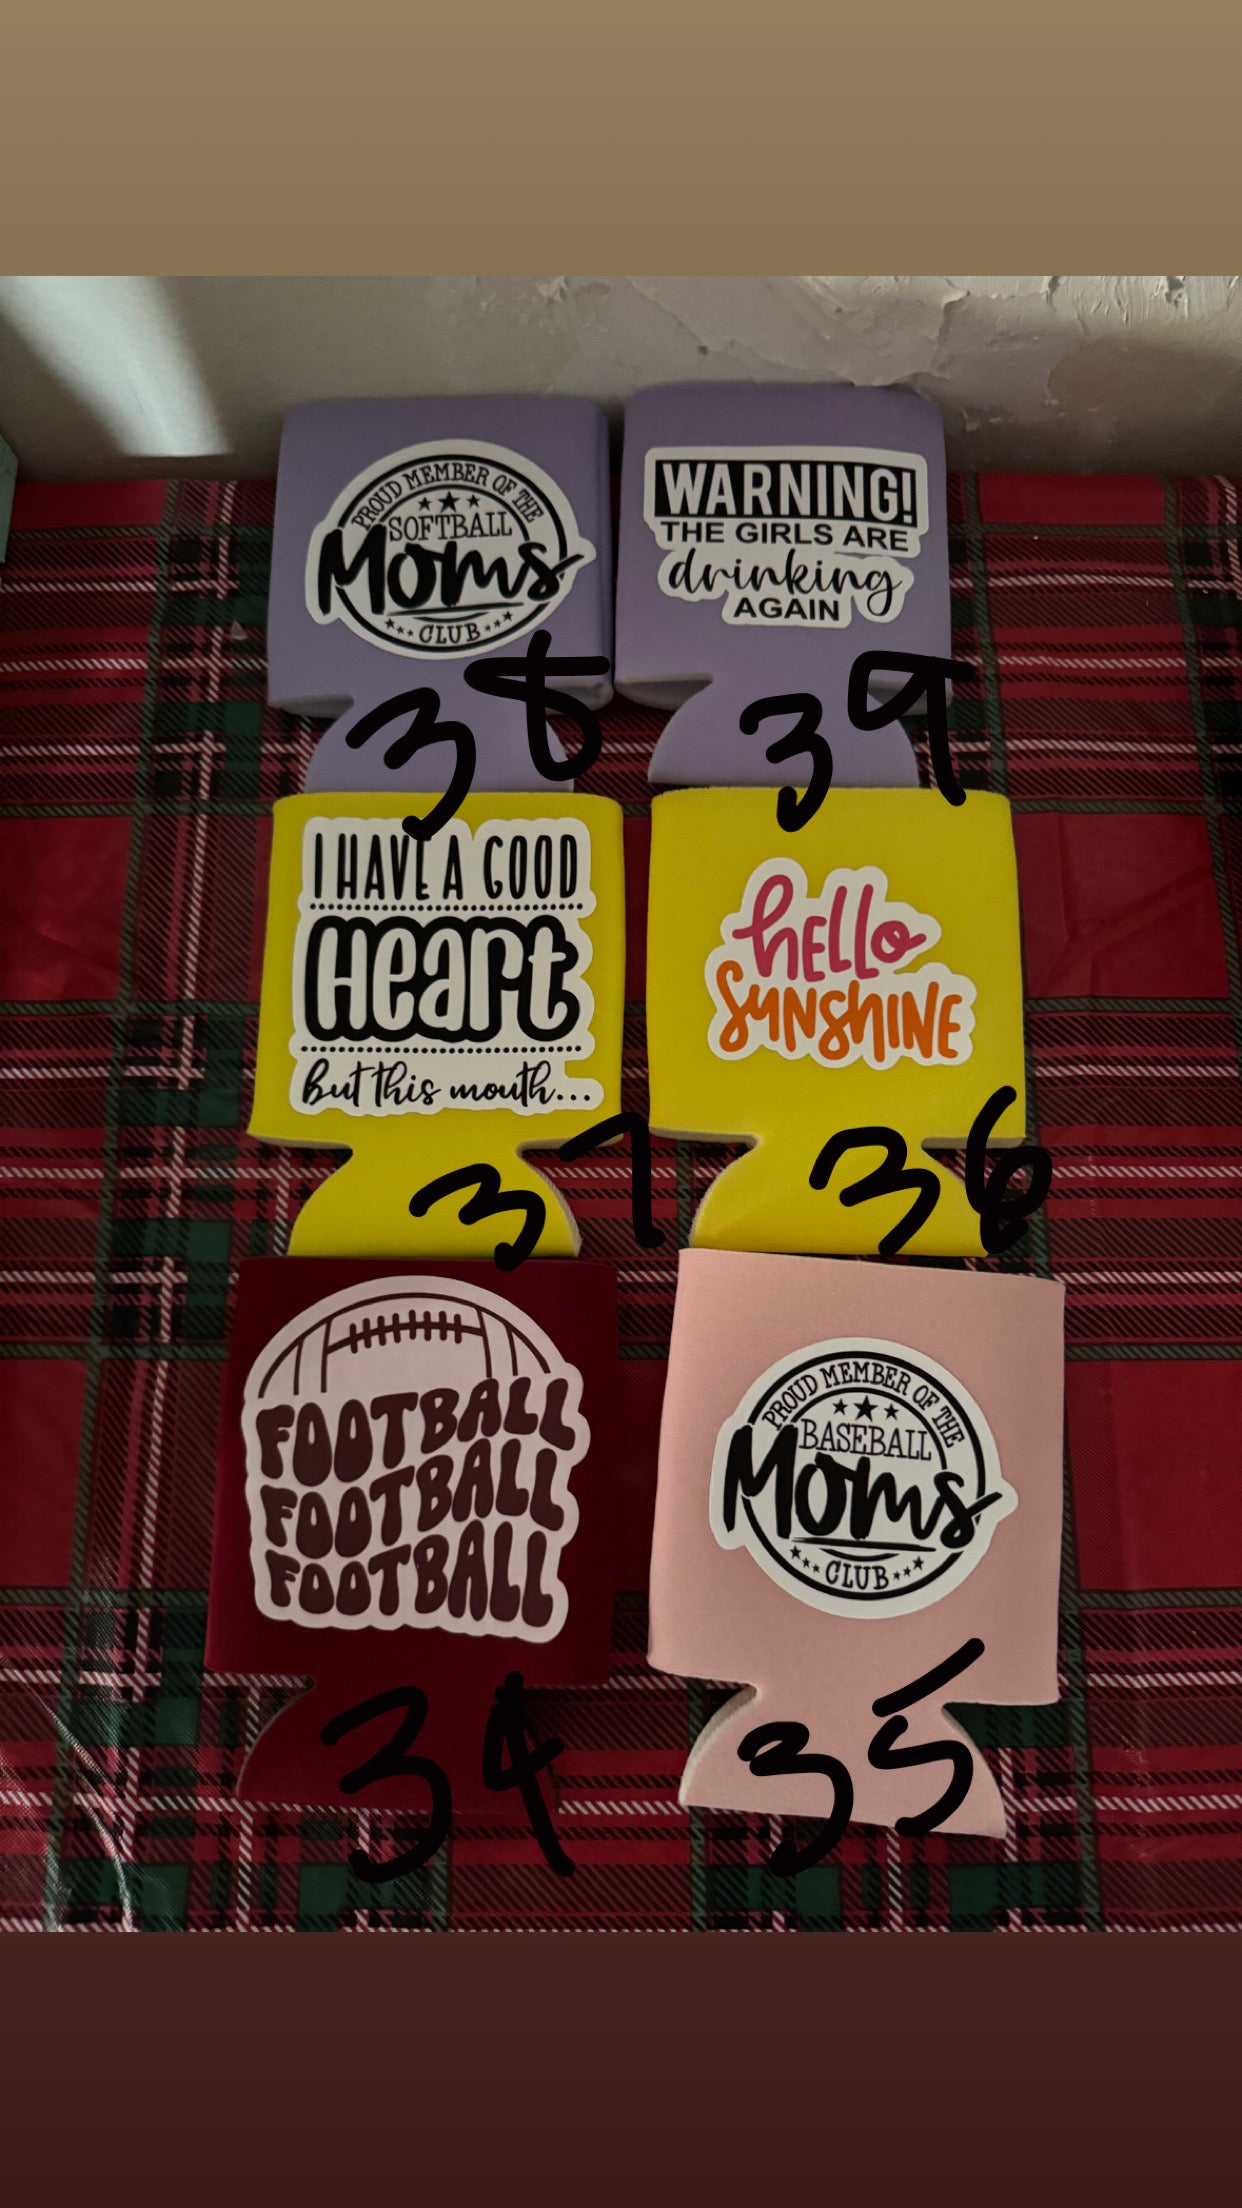 PROUD MEMBER OF THE
SOFTBALL
Moms
CLUB
38
WARNING!
THE GIRLS ARE
drinking
AGAIN
39
I HAVE A GOOD
Heart
but this mouth...
37
hello
SUNSHINE
36
FOOTBALL
FOOTBALL
FOOTBALL
34
PROUD MEMBER OF THE
BASEBALL
Moms
CLUB
35